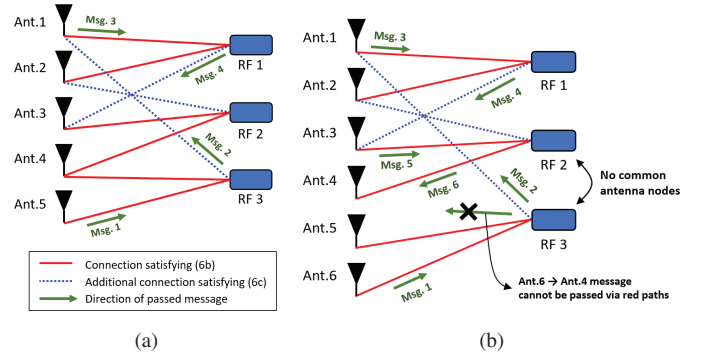 Ant.1
Msg. 3
Ant.2
RF 1
Msg. 4
Ant.3
RF 2
Msg. 2
Ant.4
RF 3
Ant.5
Msg. 1
Connection satisfying (6b)
Additional connection satisfying (6c)
Direction of passed message
(a)
Ant.1
Msg. 3
Ant.2
RF 1
Msg. 4
Ant.3
Msg. 5
RF 2
Ant.4
Msg. 6
Msg. 2
No common
antenna nodes
Ant.5
RF 3
Ant.6
Msg. 1
Ant.6 → Ant.4 message
cannot be passed via red paths
(b)